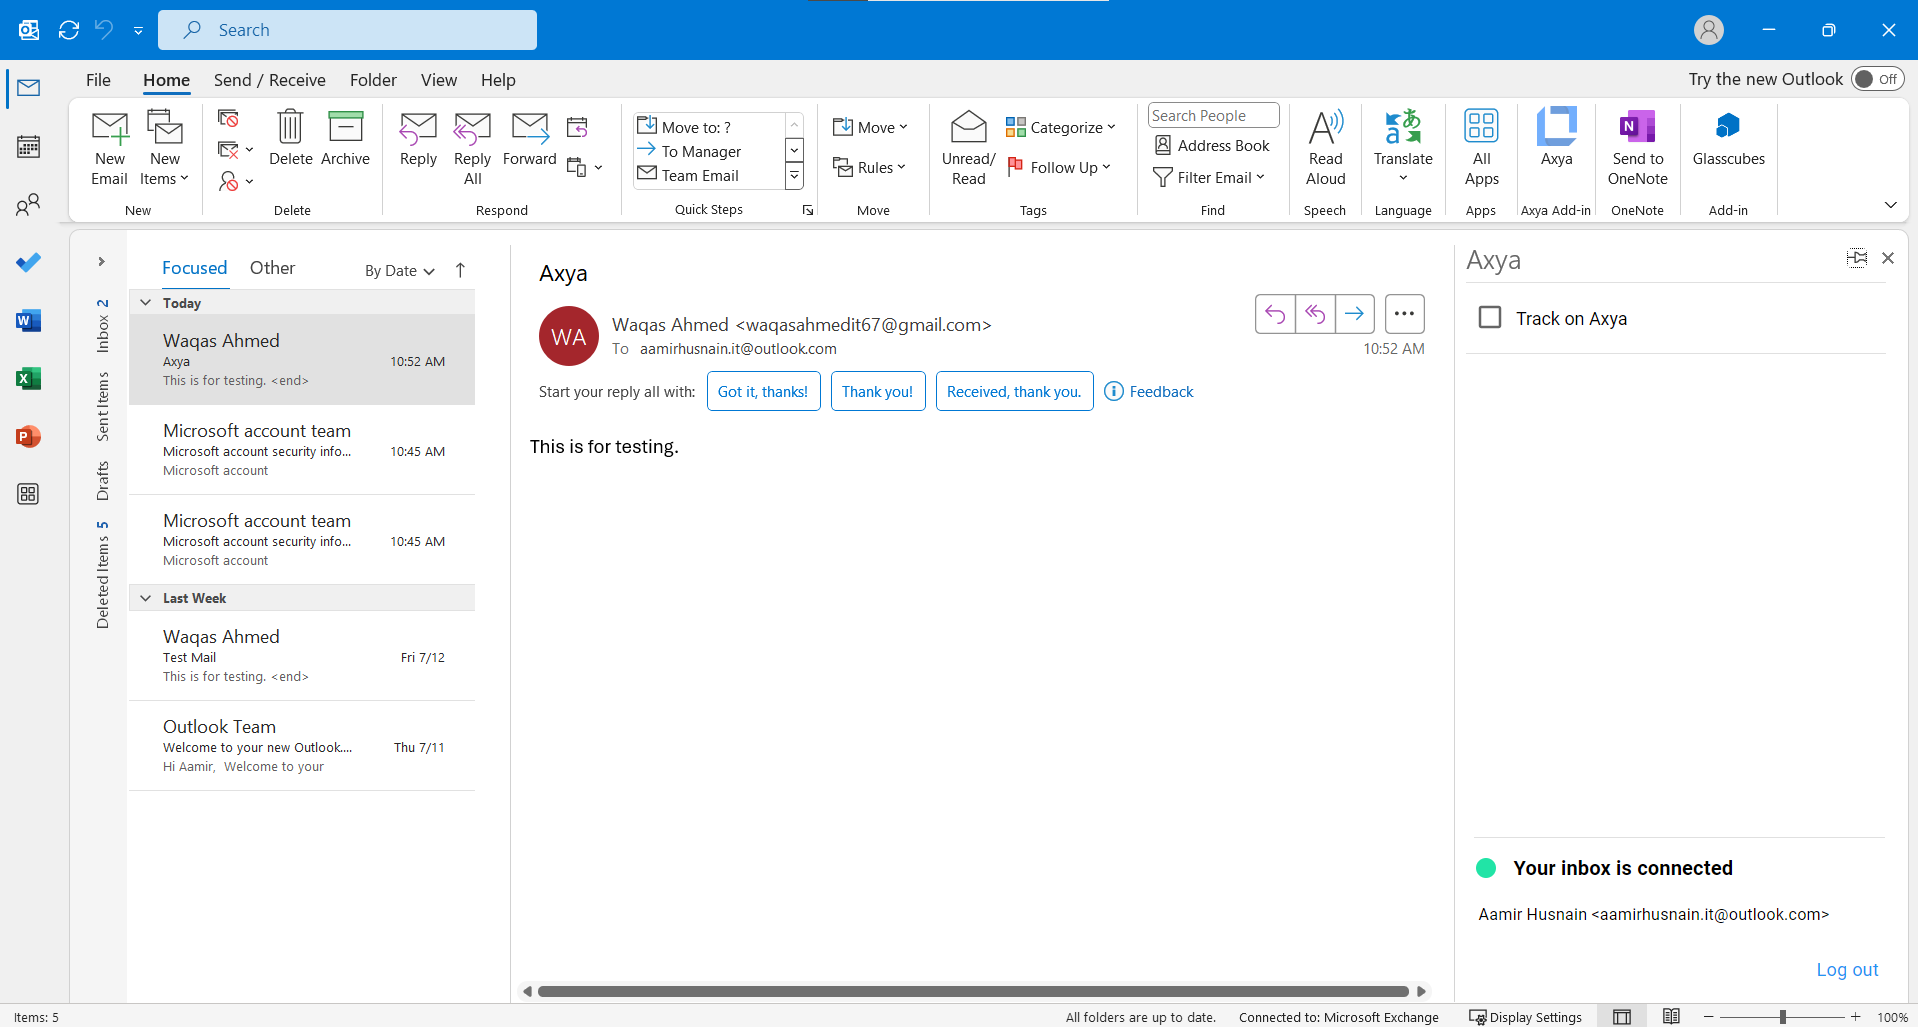 Search
File Home Send / Receive Folder View Help
Try the new Outlook Off
New Email
New Items
New
Delete
Archive
Delete
Reply
Reply All
Forward
Respond
Move to: ?
To Manager
Team Email
Quick Steps
Move
Rules
Move
Unread/ Read
Categorize
Follow Up
Tags
Search People
Address Book
Filter Email
Find
Read Aloud
Speech
Translate
Language
All Apps
Apps
Axya
Axya Add-in
Send to OneNote
OneNote
Glasscubes
Add-in
Inbox 2
Sent Items
Drafts
Deleted Items 5
Focused Other By Date
Today
Waqas Ahmed
Axya 10:52 AM
This is for testing. <end>
Microsoft account team
Microsoft account security info... 10:45 AM
Microsoft account
Microsoft account team
Microsoft account security info... 10:45 AM
Microsoft account
Last Week
Waqas Ahmed
Test Mail Fri 7/12
This is for testing. <end>
Outlook Team
Welcome to your new Outlook.... Thu 7/11
Hi Aamir, Welcome to your
Axya
WA
Waqas Ahmed <waqasahmedit67@gmail.com>
To aamirhusnain.it@outlook.com
10:52 AM
Start your reply all with: Got it, thanks! Thank you! Received, thank you. Feedback
This is for testing.
Axya
Track on Axya
Your inbox is connected
Aamir Husnain <aamirhusnain.it@outlook.com>
Log out
Items: 5 All folders are up to date. Connected to: Microsoft Exchange Display Settings 100%